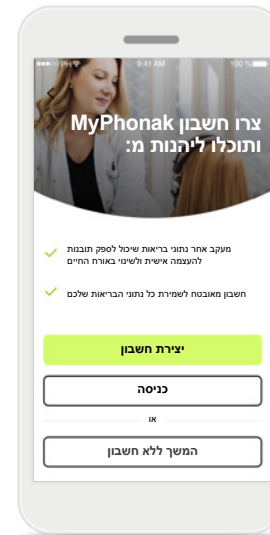 PH
9:41 AM
100 %
צרו חשבון MyPhonak
ותוכלו ליהנות מ:
מעקב אחר נתוני בריאות שיכול לספק תובנות
להעצמה אישית ולשינוי באורח החיים
חשבון מאובטח לשמירת כל נתוני הבריאות שלכם
יצירת חשבון
כניסה
או
המשך ללא חשבון